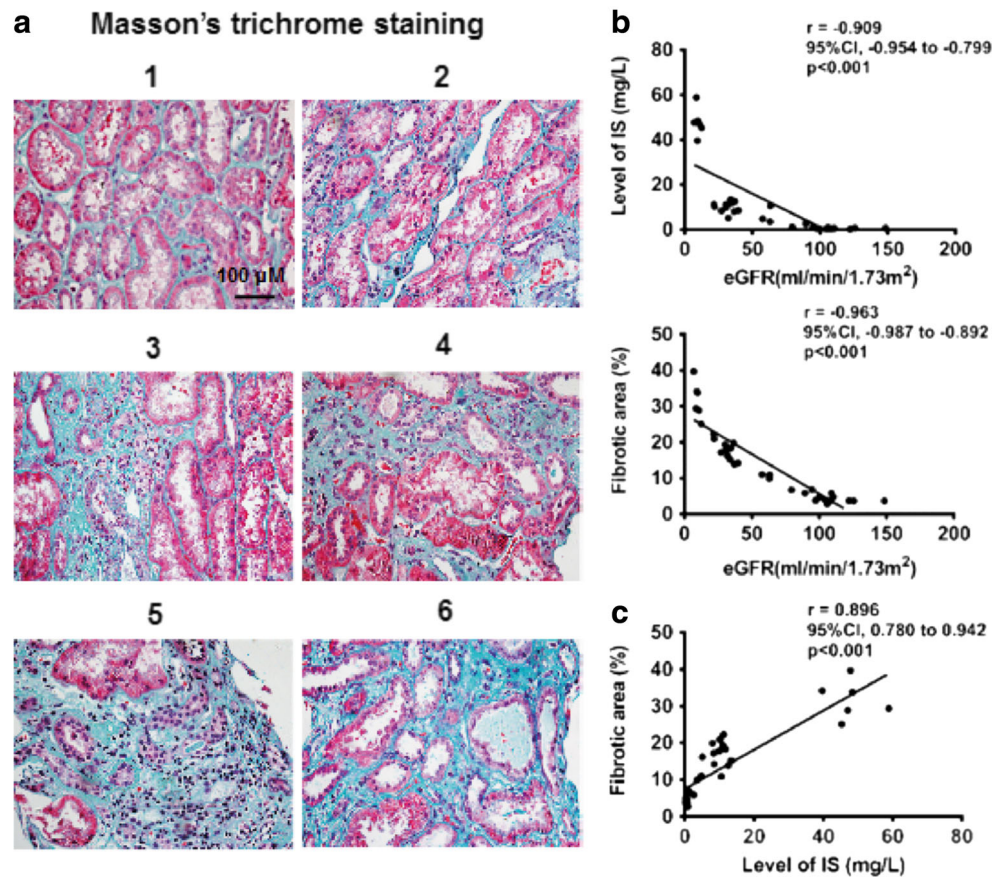 a
Masson's trichrome staining
1
2
100 µM
3
4
5
6
b
r = -0.909
95%CI, -0.954 to -0.799
p<0.001
Level of IS (mg/L)
80
60
40
20
0
0 50 100 150 200
eGFR(ml/min/1.73m²)
r = -0.963
95%CI, -0.987 to -0.892
p<0.001
Fibrotic area (%)
50
40
30
20
10
0
0 50 100 150 200
eGFR(ml/min/1.73m²)
c
r = 0.896
95%CI, 0.780 to 0.942
p<0.001
Fibrotic area (%)
50
40
30
20
10
0
0 20 40 60 80
Level of IS (mg/L)